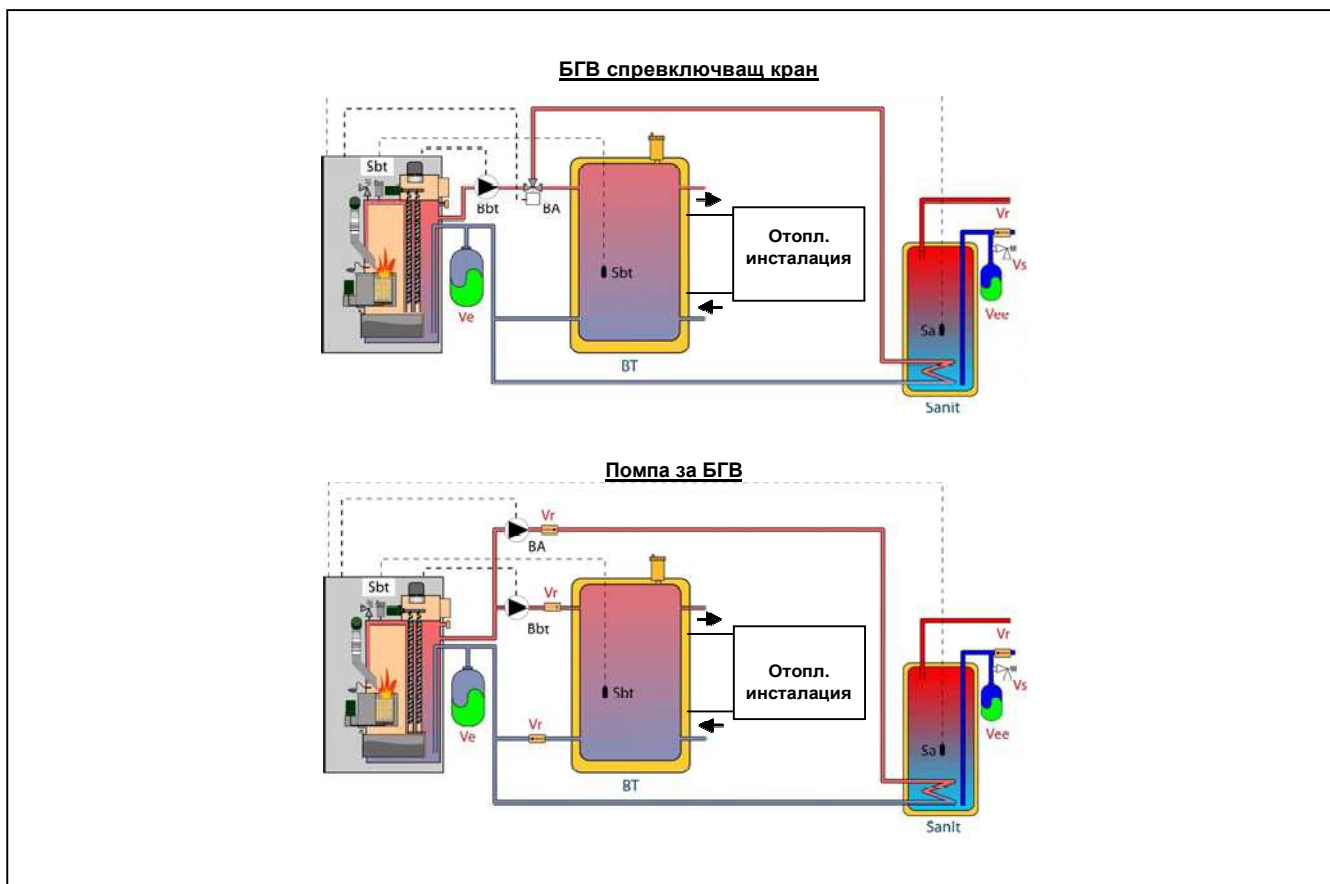 БГВ спревключващ кран
Sbt
Bbt
BA
Sbt
Отопл.
инсталация
Vr
Vs
Ve
Vee
Sa
BT
Sanit
Помпа за БГВ
Vr
BA
Sbt
Vr
Bbt
Sbt
Отопл.
инсталация
Vr
Vs
Ve
Vr
Vee
Sa
BT
Sanit